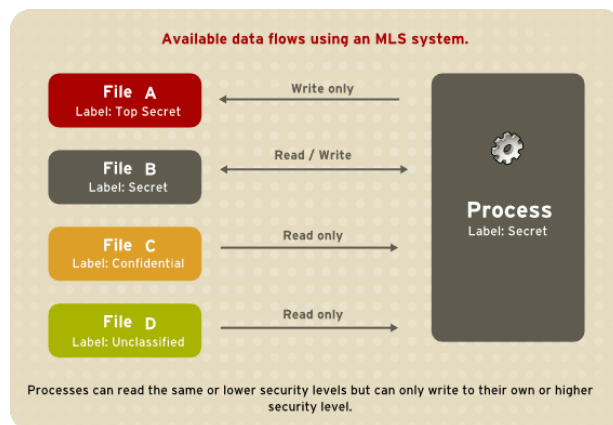 Available data flows using an MLS system.
File A
Label: Top Secret
Write only
File B
Label: Secret
Read / Write
File C
Label: Confidential
Read only
File D
Label: Unclassified
Read only
Process
Label: Secret
Processes can read the same or lower security levels but can only write to their own or higher
security level.